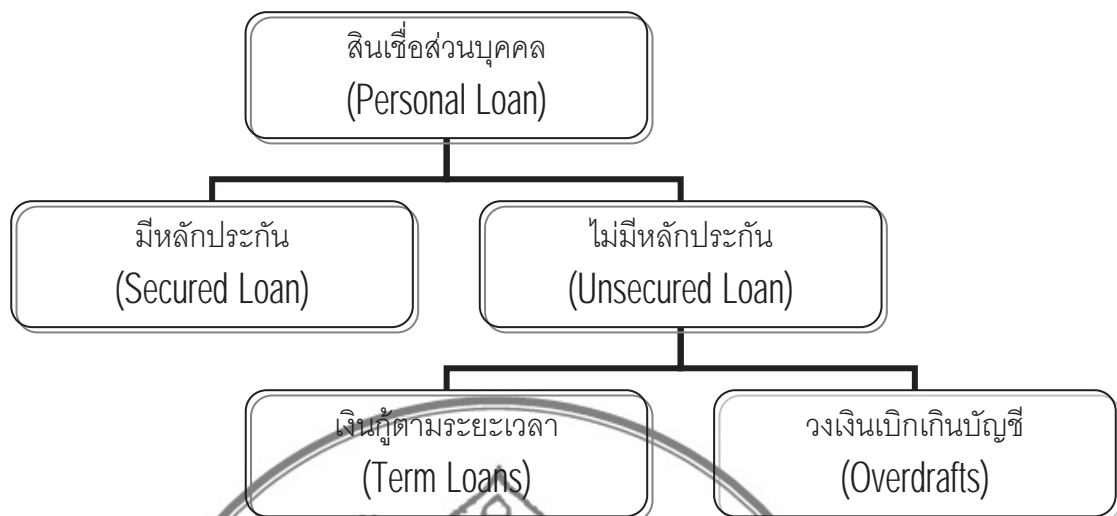 สินเชื่อส่วนบุคคล
(Personal Loan)
มีหลักประกัน
(Secured Loan)
ไม่มีหลักประกัน
(Unsecured Loan)
เงินกู้ตามระยะเวลา
(Term Loans)
วงเงินเบิกเกินบัญชี
(Overdrafts)